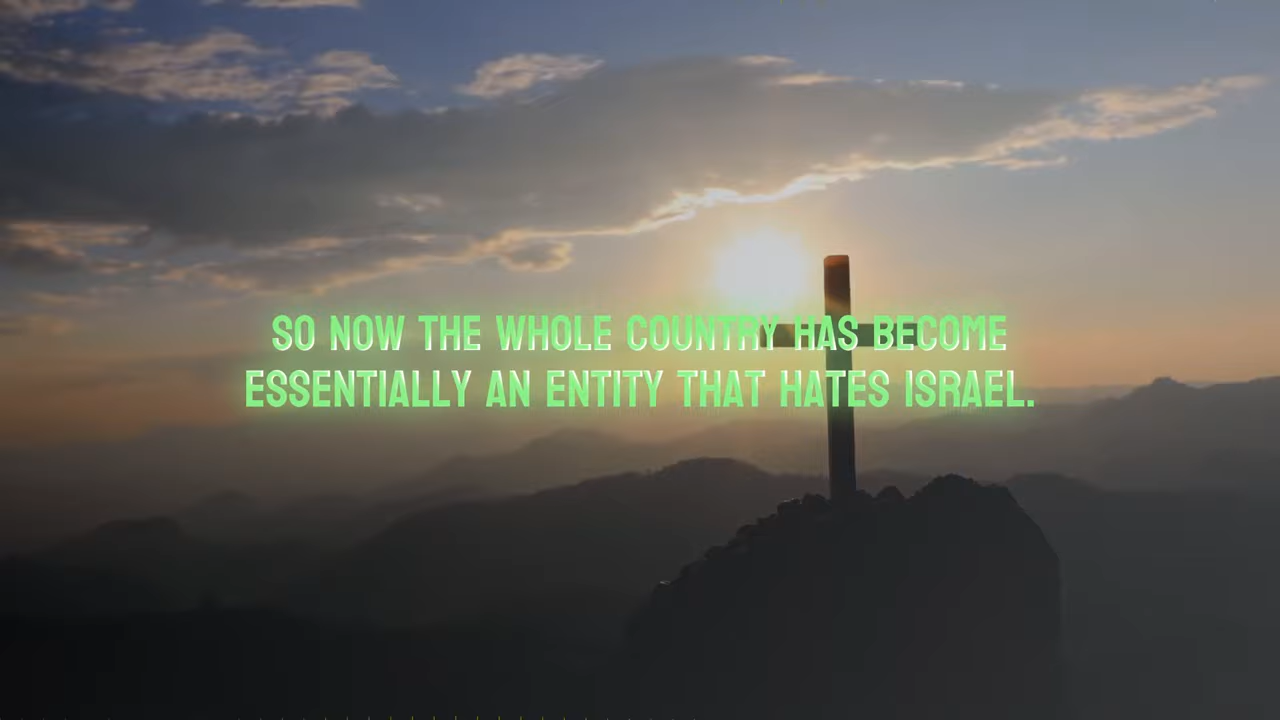 SO NOW THE WHOLE COUNTRY HAS BECOME
ESSENTIALLY AN ENTITY THAT HATES ISRAEL.